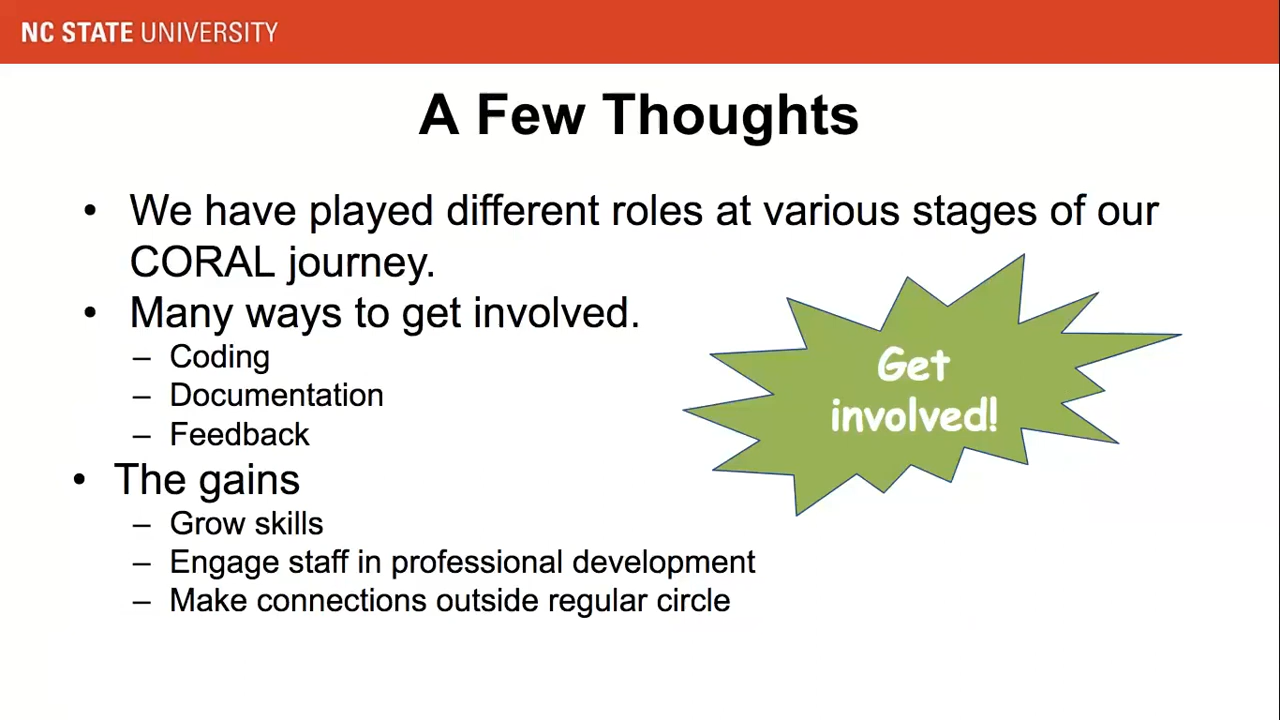 NC STATE UNIVERSITY
A Few Thoughts
• We have played different roles at various stages of our
CORAL journey.
• Many ways to get involved.
– Coding
– Documentation
– Feedback
Get
involved!
• The gains
– Grow skills
– Engage staff in professional development
– Make connections outside regular circle